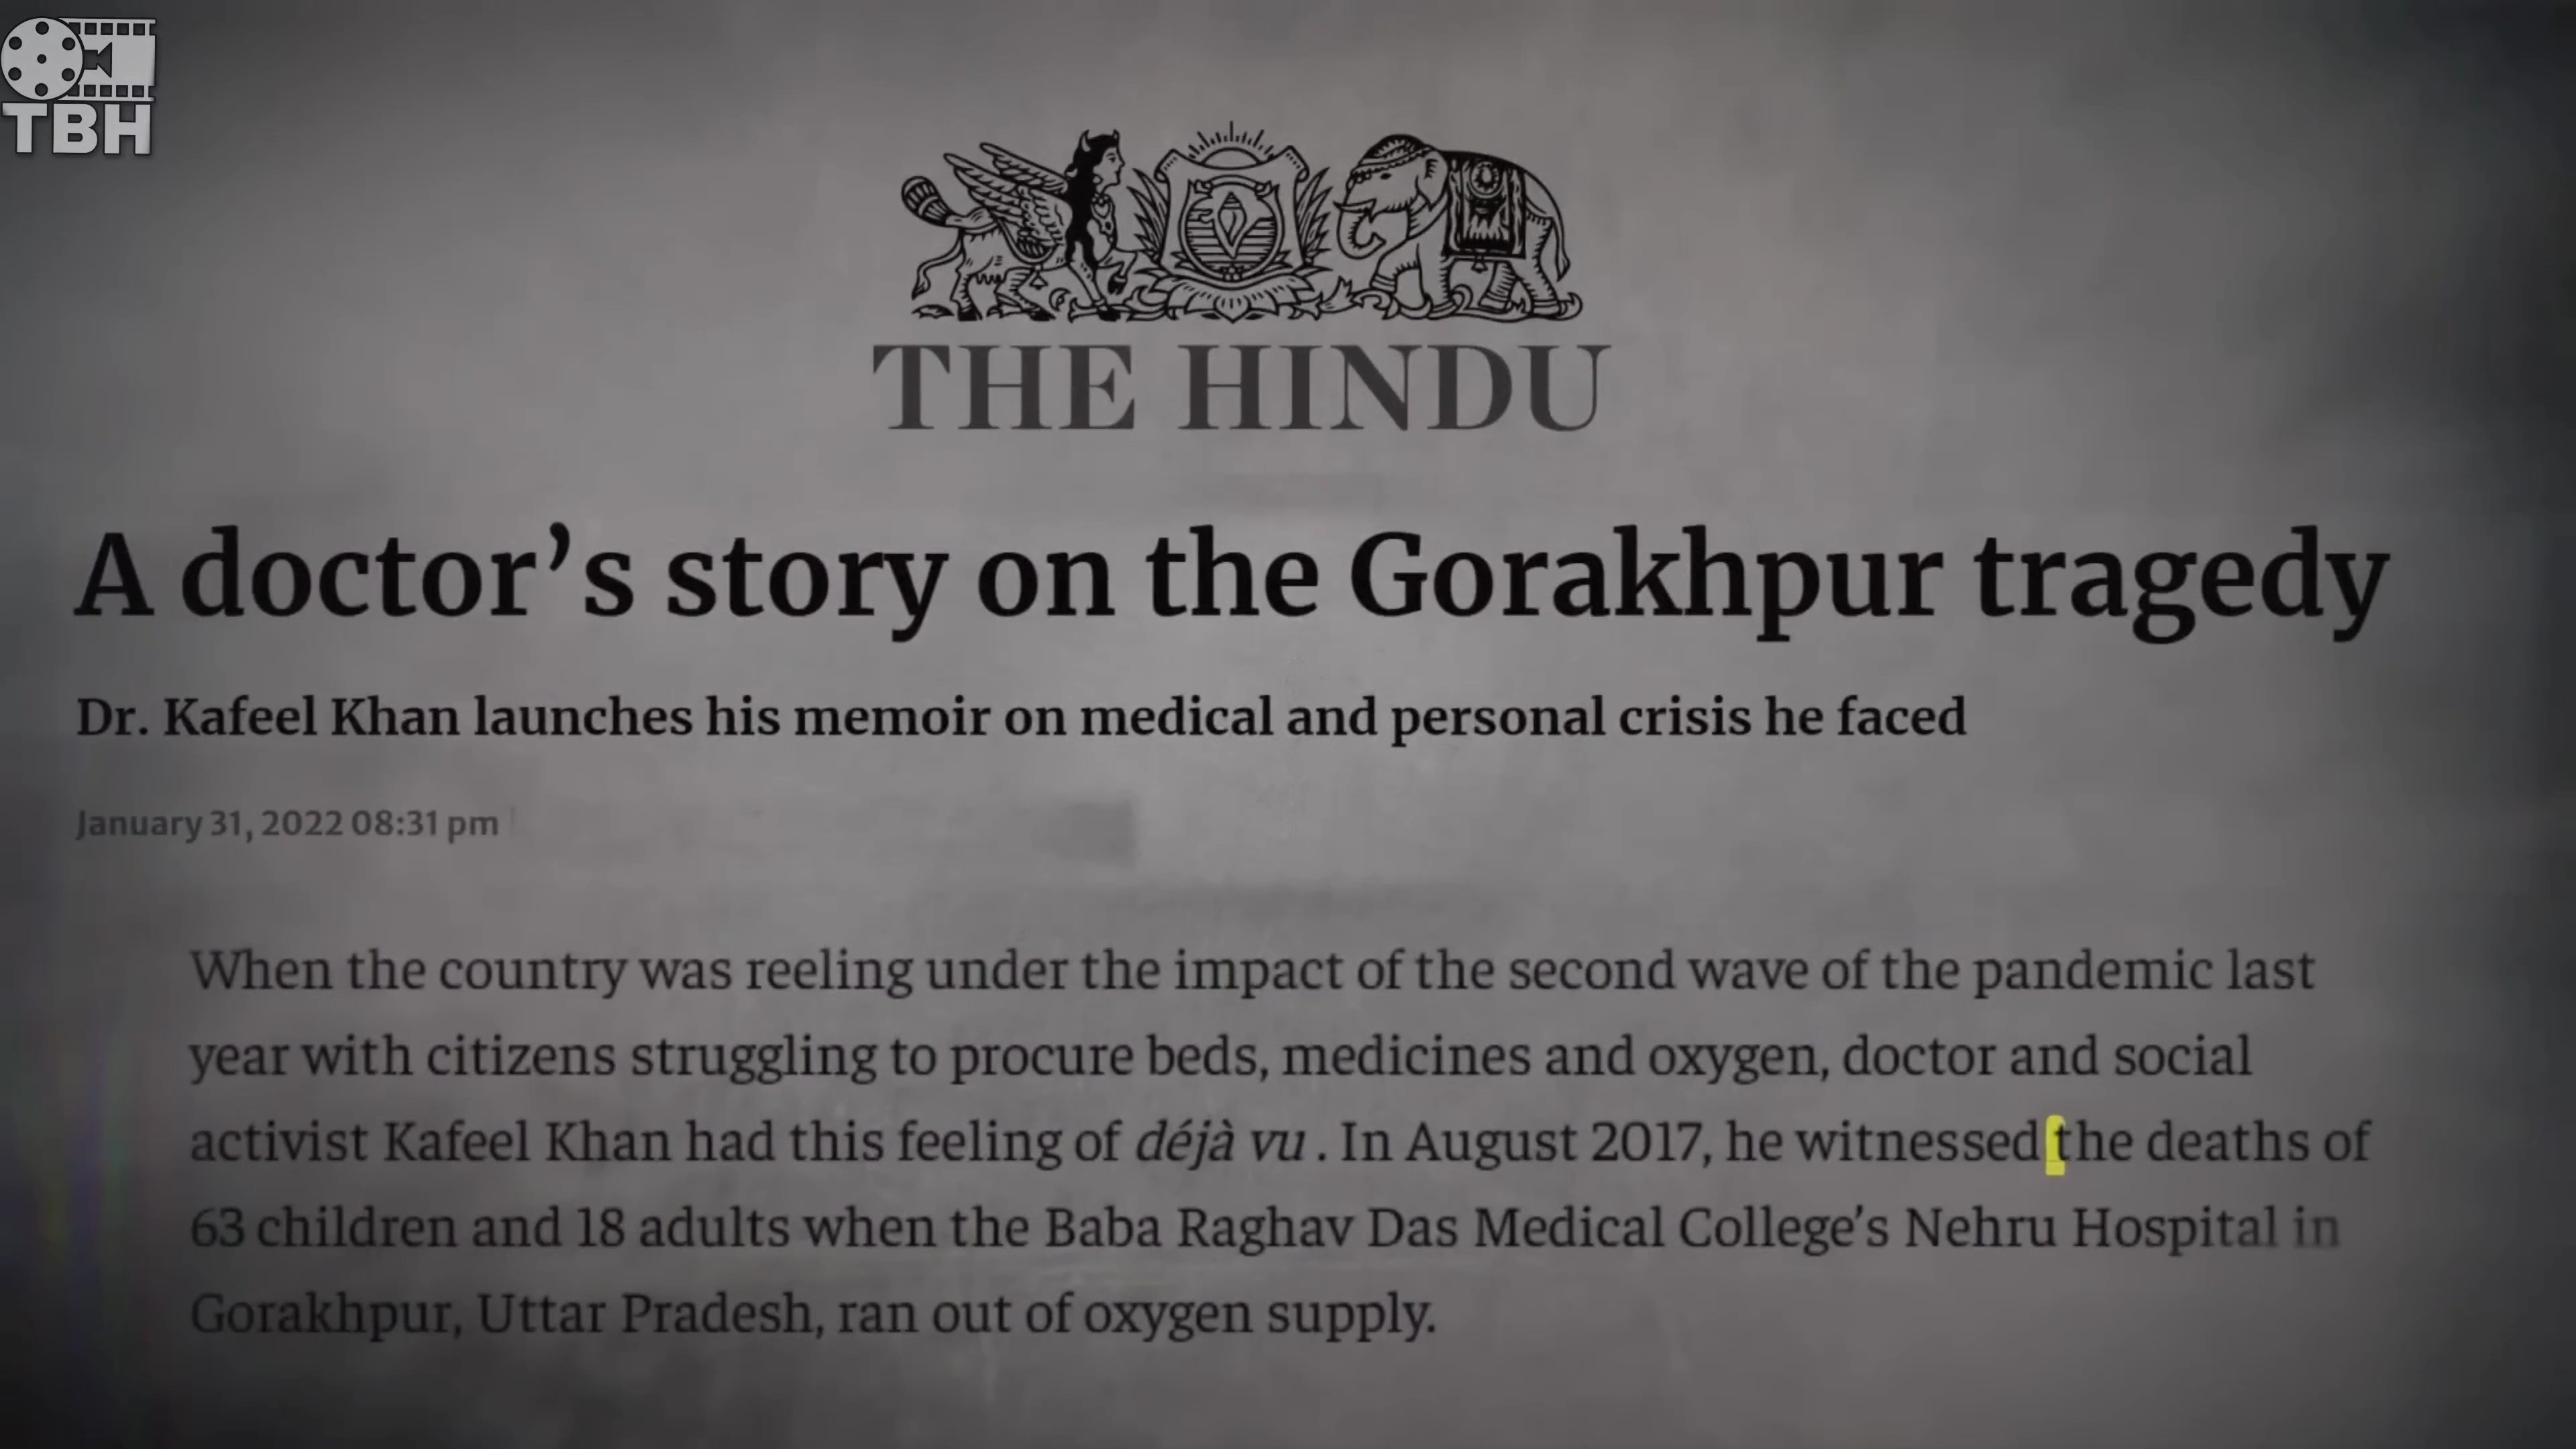 TBH
THE HINDU
A doctor’s story on the Gorakhpur tragedy
Dr. Kafeel Khan launches his memoir on medical and personal crisis he faced
January 31, 2022 08:31 pm
When the country was reeling under the impact of the second wave of the pandemic last
year with citizens struggling to procure beds, medicines and oxygen, doctor and social
activist Kafeel Khan had this feeling of déjà vu . In August 2017, he witnessed the deaths of
63 children and 18 adults when the Baba Raghav Das Medical College’s Nehru Hospital in
Gorakhpur, Uttar Pradesh, ran out of oxygen supply.